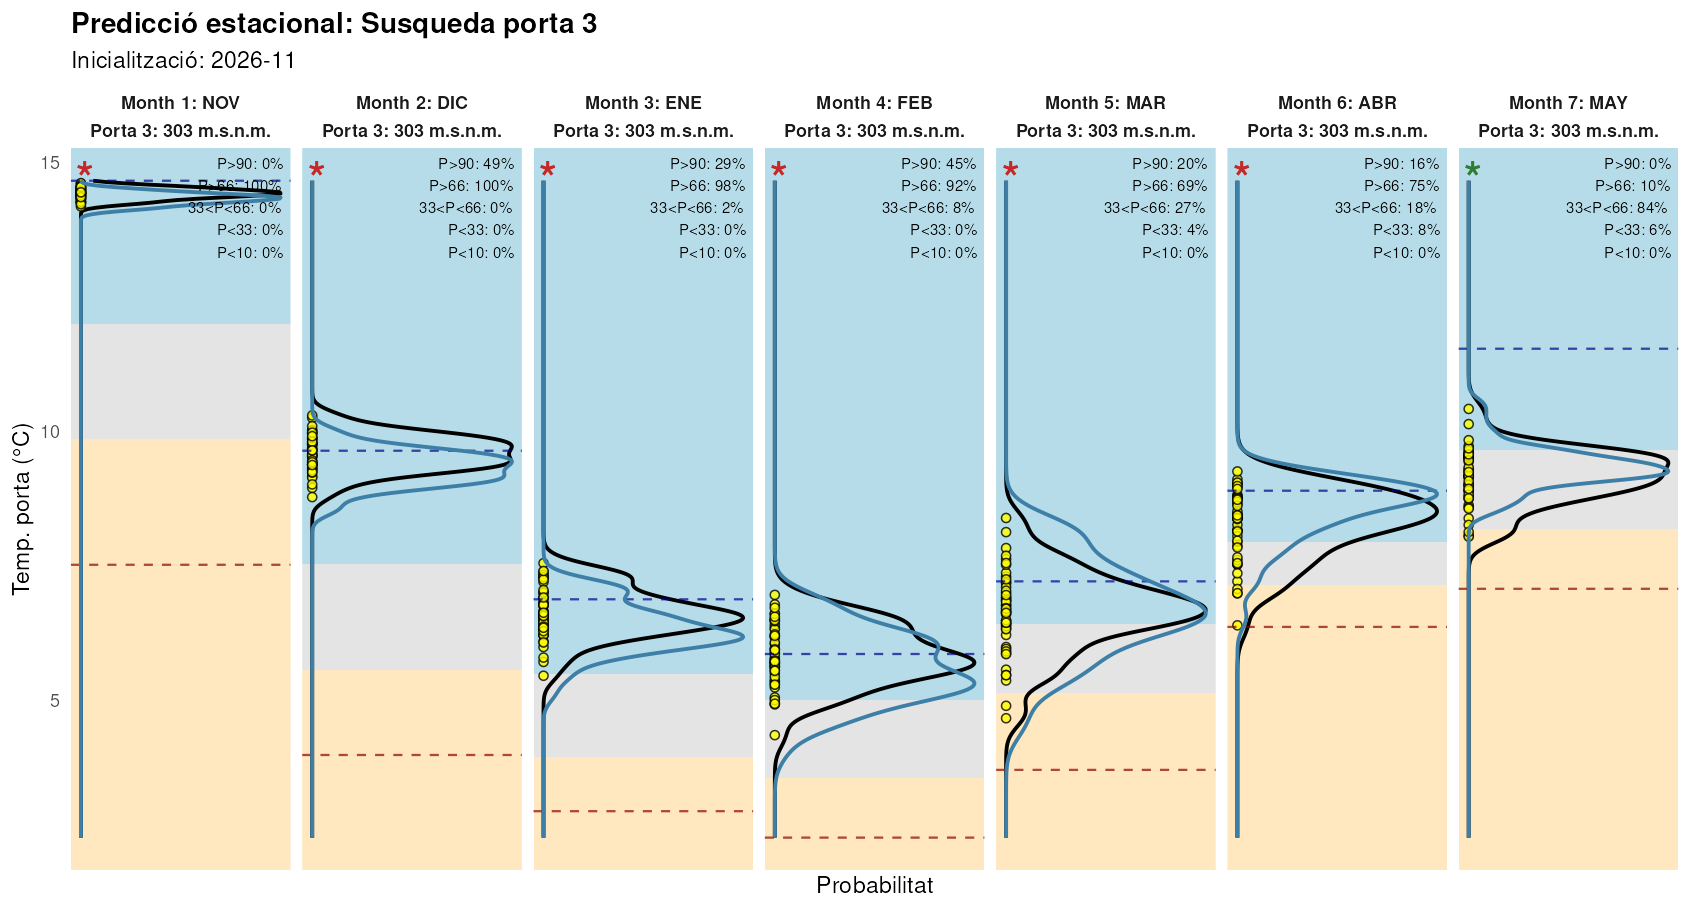 Predicció estacional: Susqueda porta 3
Inicialització: 2026-11
Month 1: NOV
Porta 3: 303 m.s.n.m.
Month 2: DIC
Porta 3: 303 m.s.n.m.
Month 3: ENE
Porta 3: 303 m.s.n.m.
Month 4: FEB
Porta 3: 303 m.s.n.m.
Month 5: MAR
Porta 3: 303 m.s.n.m.
Month 6: ABR
Porta 3: 303 m.s.n.m.
Month 7: MAY
Porta 3: 303 m.s.n.m.
Temp. porta (°C)
15
10
5
*
P>90: 0%
P>66: 100%
33<P<66: 0%
P<33: 0%
P<10: 0%
*
P>90: 49%
P>66: 100%
33<P<66: 0%
P<33: 0%
P<10: 0%
*
P>90: 29%
P>66: 98%
33<P<66: 2%
P<33: 0%
P<10: 0%
*
P>90: 45%
P>66: 92%
33<P<66: 8%
P<33: 0%
P<10: 0%
*
P>90: 20%
P>66: 69%
33<P<66: 27%
P<33: 4%
P<10: 0%
*
P>90: 16%
P>66: 75%
33<P<66: 18%
P<33: 8%
P<10: 0%
*
P>90: 0%
P>66: 10%
33<P<66: 84%
P<33: 6%
P<10: 0%
Probabilitat